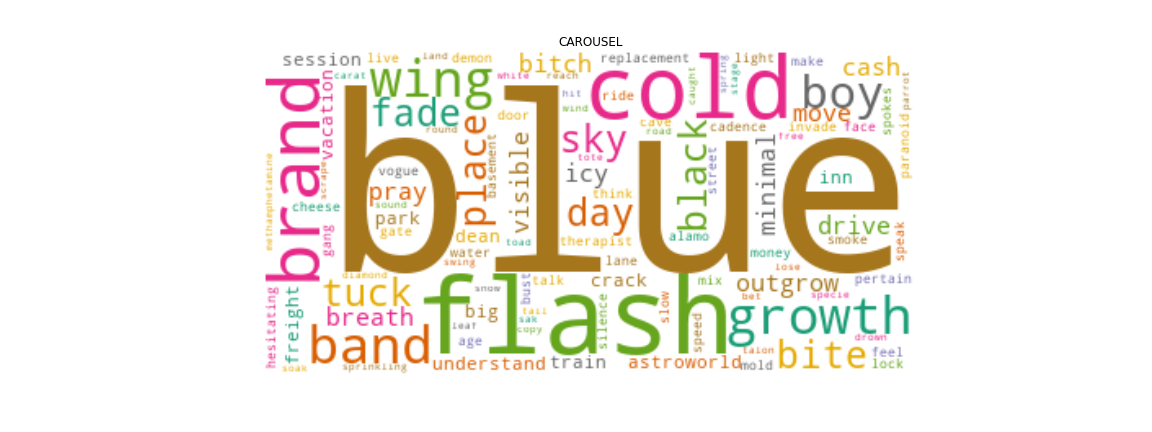 CAROUSEL
session
live
land
demon
bitch
replacement
light
make
cash
carat
wing
white
reach
cold
caught
spring
stage
boy
parrot
brand
vacation
fade
door
hit
ride
wind
move
spokes
round
place
basement
visible
sky
cave
road
black
cadence
invade
face
free
paranoid
methamphetamine
scrape
vogue
tote
street
minimal
blue
icy
inn
pray
think
cheese
sound
park
day
gang
gate
dean
toad
therapist
alamo
drive
smoke
speak
water
swing
lane
money
lose
diamond
snow
bust
talk
crack
mix
outgrow
pertain
tuck
flash
bet
specie
hesitating
freight
breath
big
tall
sak
copy
silence
slow
speed
growth
leaf
band
age
drown
talon
bite
feel
soak
sprinkling
understand
train
astroworld
mold
lock